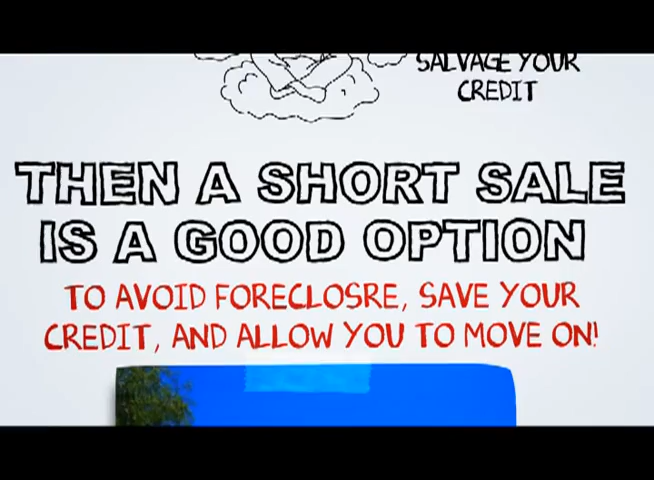 SALVAGE YOUR
CREDIT
THEN A SHORT SALE
IS A GOOD OPTION
TO AVOID FORECLOSRE, SAVE YOUR
CREDIT, AND ALLOW YOU TO MOVE ON!